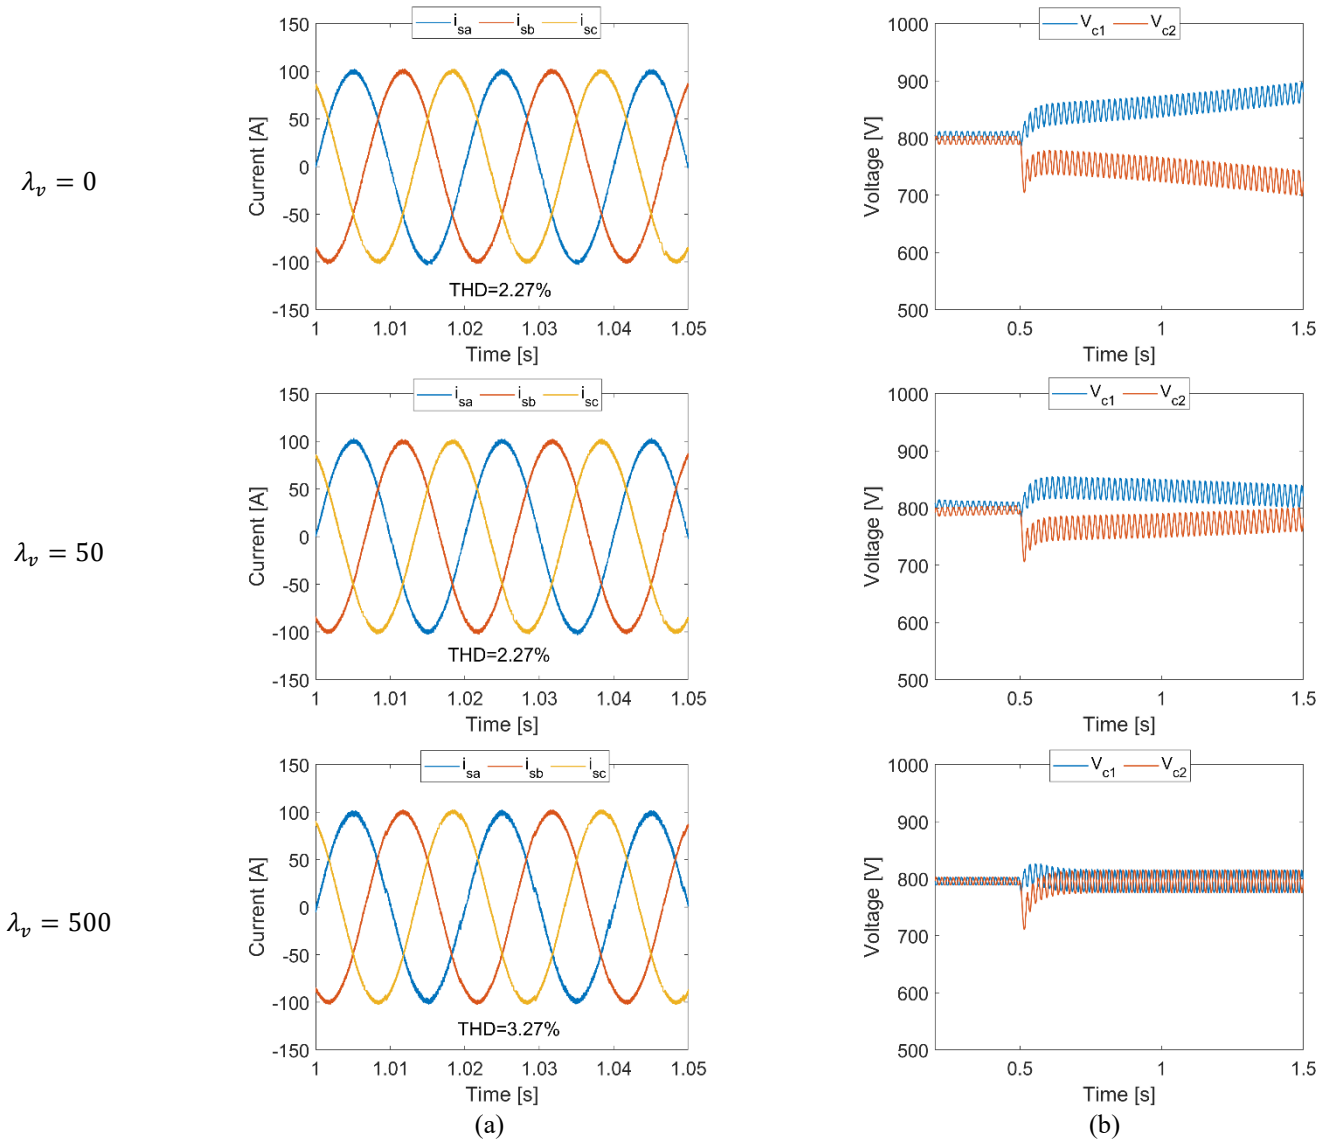 λv = 0
i_sa i_sb i_sc
150
100
50
0
-50
-100
-150
Current [A]
THD=2.27%
1 1.01 1.02 1.03 1.04 1.05
Time [s]
V_c1 V_c2
1000
900
800
700
600
500
Voltage [V]
0.5 1 1.5
Time [s]
λv = 50
i_sa i_sb i_sc
150
100
50
0
-50
-100
-150
Current [A]
THD=2.27%
1 1.01 1.02 1.03 1.04 1.05
Time [s]
V_c1 V_c2
1000
900
800
700
600
500
Voltage [V]
0.5 1 1.5
Time [s]
λv = 500
i_sa i_sb i_sc
150
100
50
0
-50
-100
-150
Current [A]
THD=3.27%
1 1.01 1.02 1.03 1.04 1.05
Time [s]
V_c1 V_c2
1000
900
800
700
600
500
Voltage [V]
0.5 1 1.5
Time [s]
(a) (b)